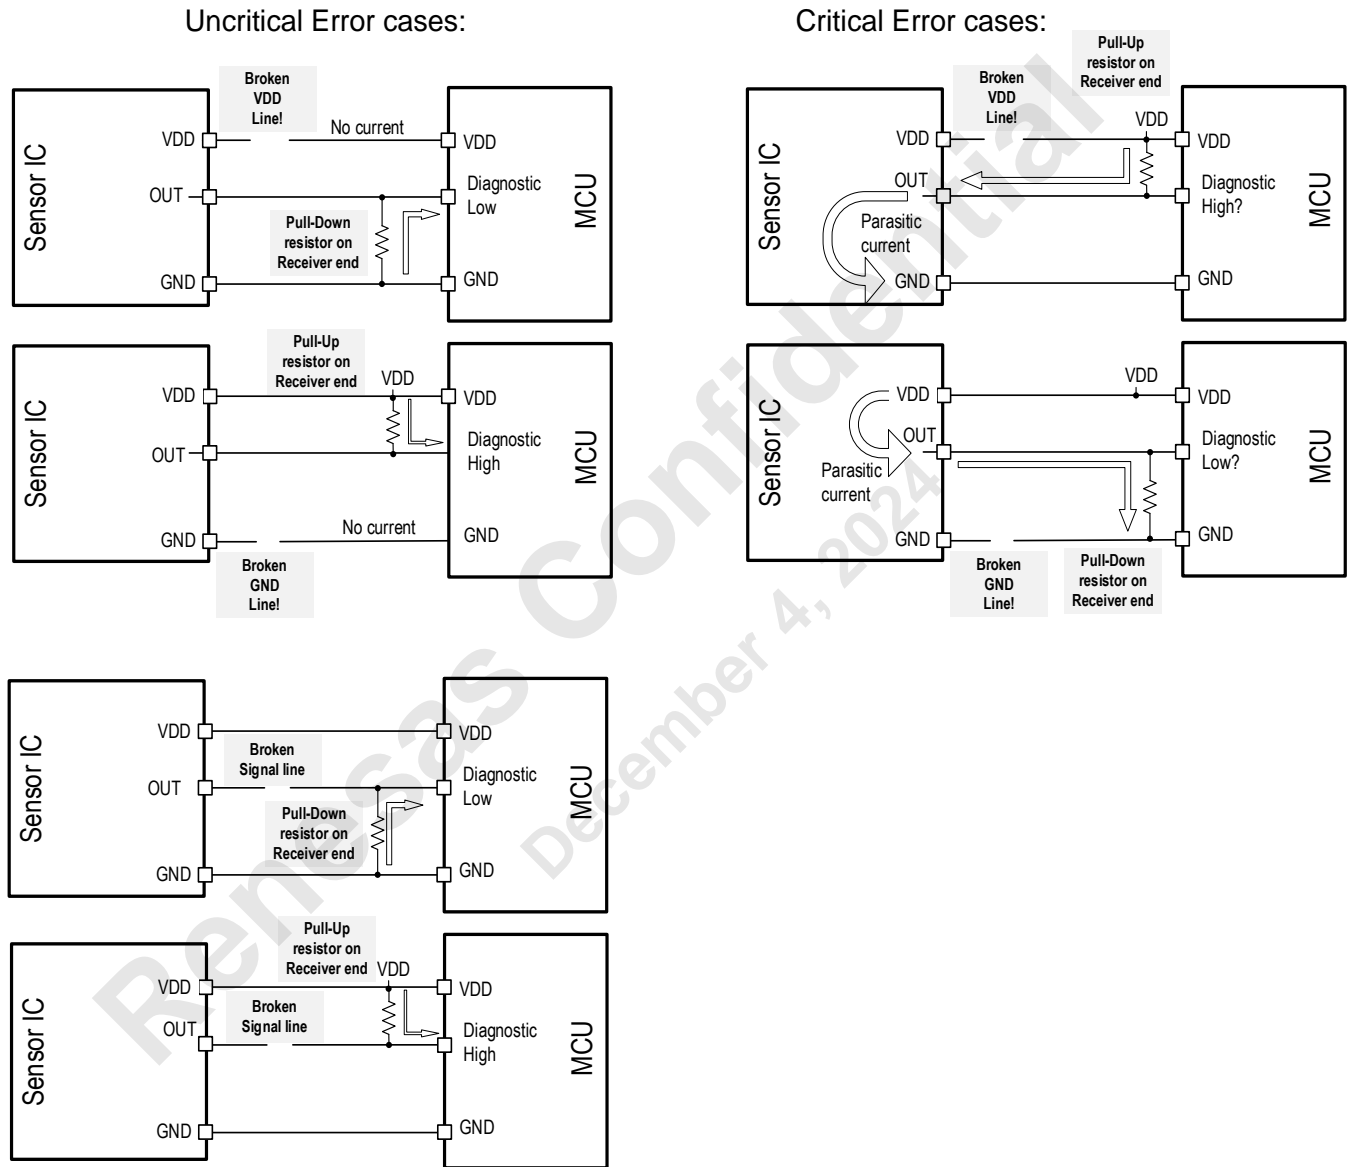 Uncritical Error cases:
Broken
VDD
Line!
No current
Sensor IC
VDD
OUT
GND
Pull-Down
resistor on
Receiver end
VDD
Diagnostic
Low
GND
MCU
Pull-Up
resistor on
Receiver end
VDD
Sensor IC
VDD
OUT
GND
No current
Broken
GND
Line!
VDD
Diagnostic
High
GND
MCU
Sensor IC
VDD
OUT
GND
Broken
Signal line
Pull-Down
resistor on
Receiver end
VDD
Diagnostic
Low
GND
MCU
Pull-Up
resistor on
Receiver end
VDD
Sensor IC
VDD
OUT
GND
Broken
Signal line
VDD
Diagnostic
High
GND
MCU
Critical Error cases:
Pull-Up
resistor on
Receiver end
Broken
VDD
Line!
VDD
Sensor IC
VDD
OUT
Parasitic
current
GND
VDD
Diagnostic
High?
GND
MCU
Sensor IC
VDD
OUT
Parasitic
current
GND
VDD
VDD
Diagnostic
Low?
GND
MCU
Broken
GND
Line!
Pull-Down
resistor on
Receiver end
Renesas Confidential
December 4, 2024